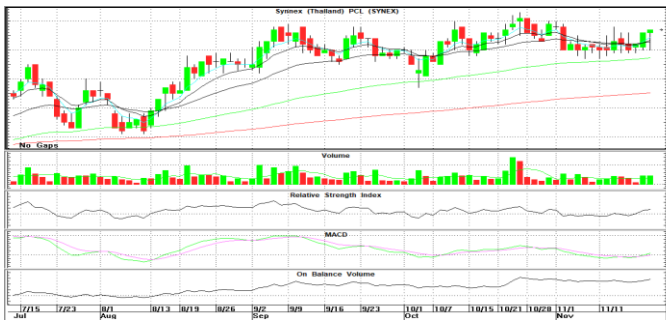 Synnex (Thailand) PCL (SYNEX)
No Gaps
Volume
Relative Strength Index
MACD
On Balance Volume
7/15 7/23 8/1 8/13 8/19 8/26 9/2 9/9 9/16 9/23 10/1 10/7 10/15 10/21 10/28 11/1 11/11
Jul Aug Sep Oct Nov